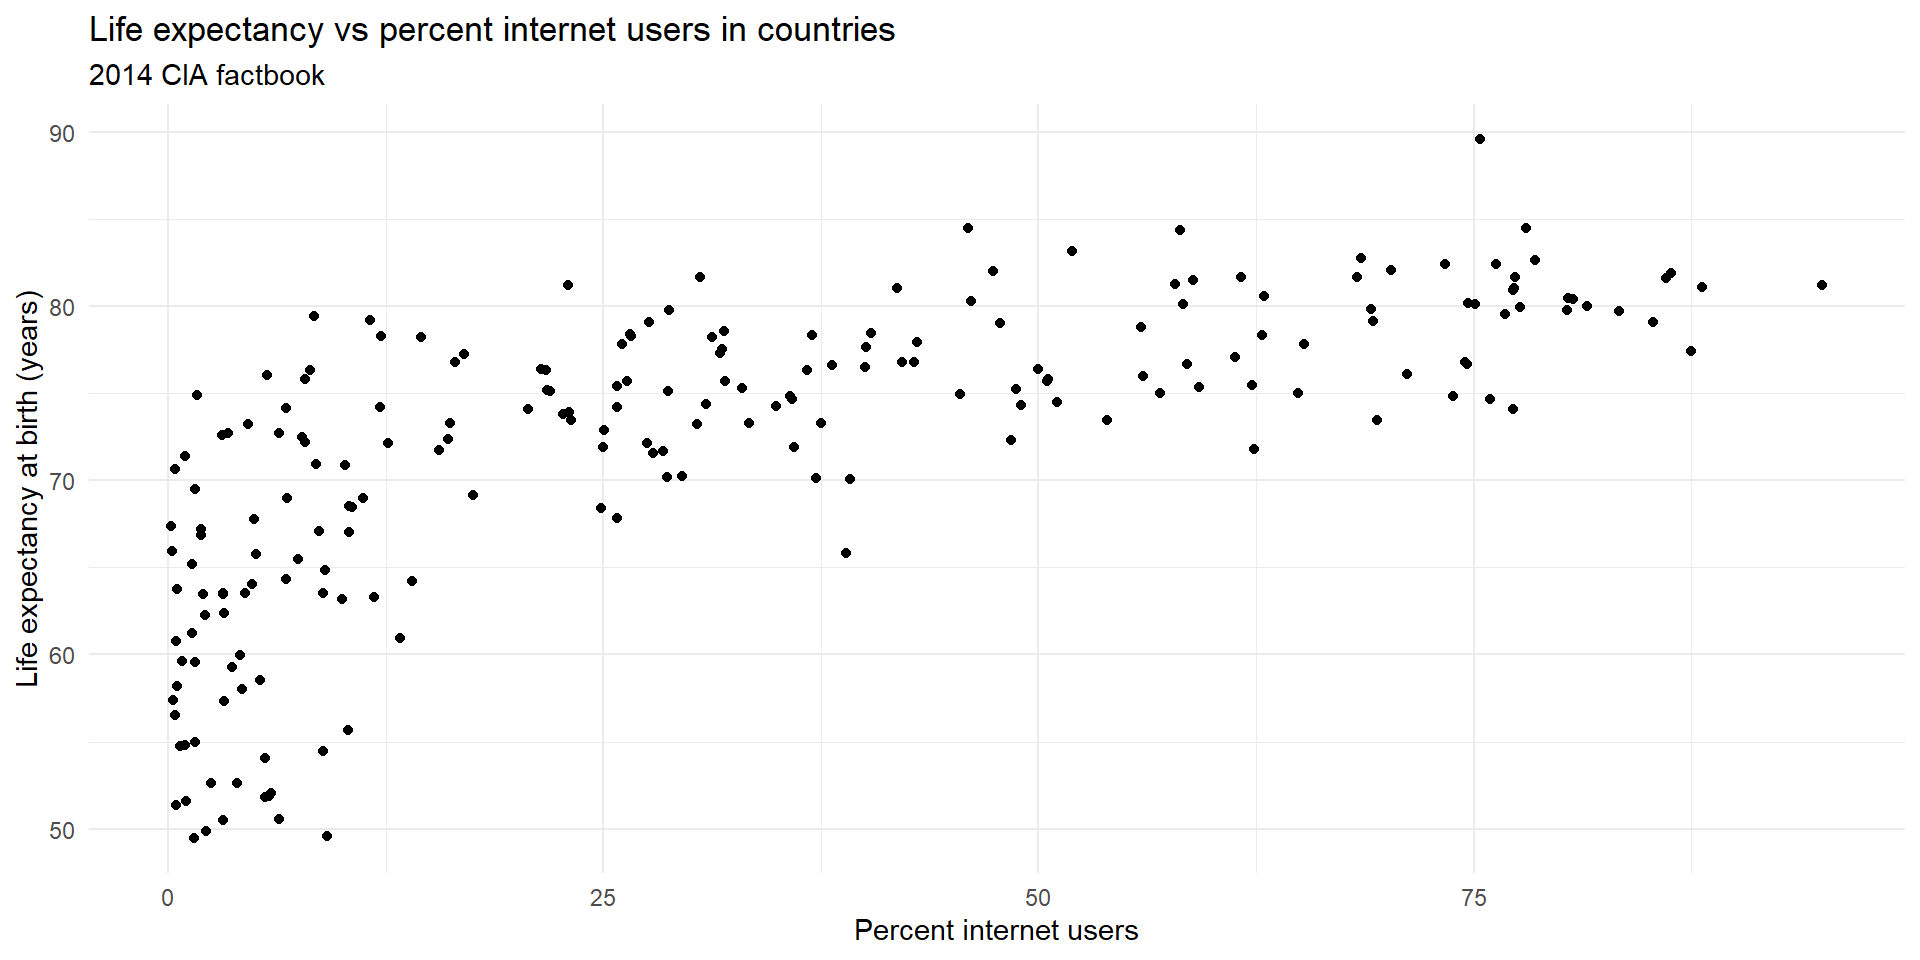 Life expectancy vs percent internet users in countries
2014 CIA factbook
Life expectancy at birth (years)
90
80
70
60
50
0
25
50
75
Percent internet users